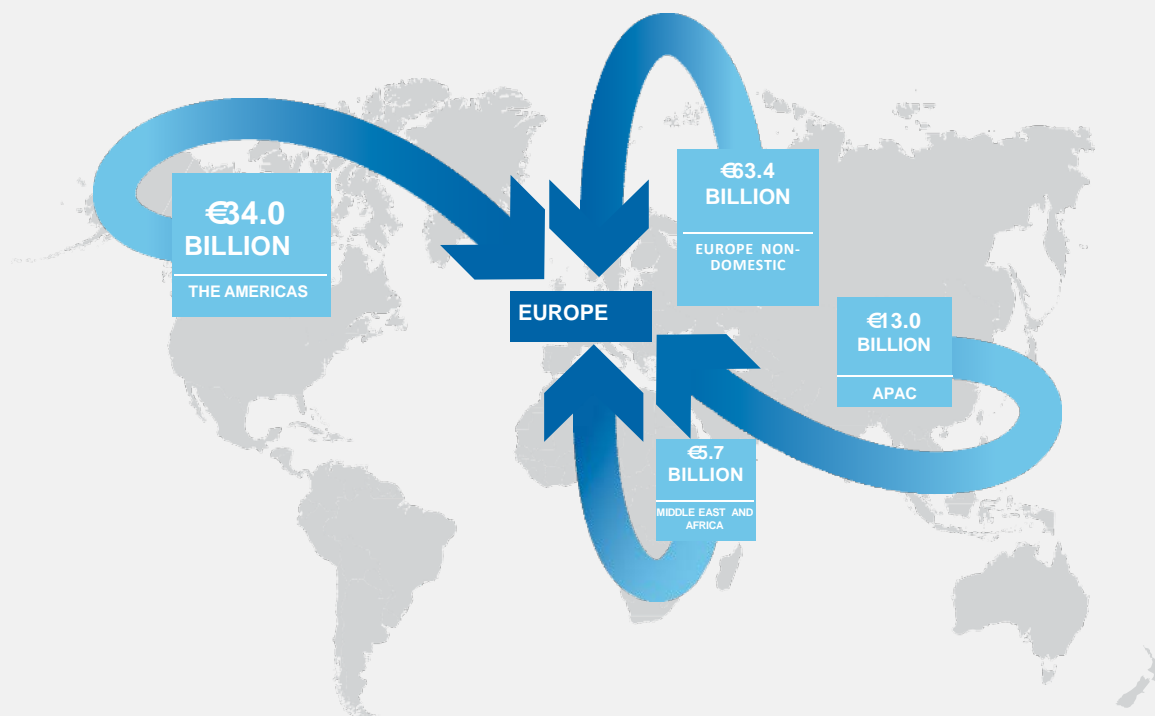 €63.4
BILLION
EUROPE NON-
DOMESTIC
€34.0
BILLION
THE AMERICAS
EUROPE
€13.0
BILLION
APAC
€5.7
BILLION
MIDDLE EAST AND
AFRICA